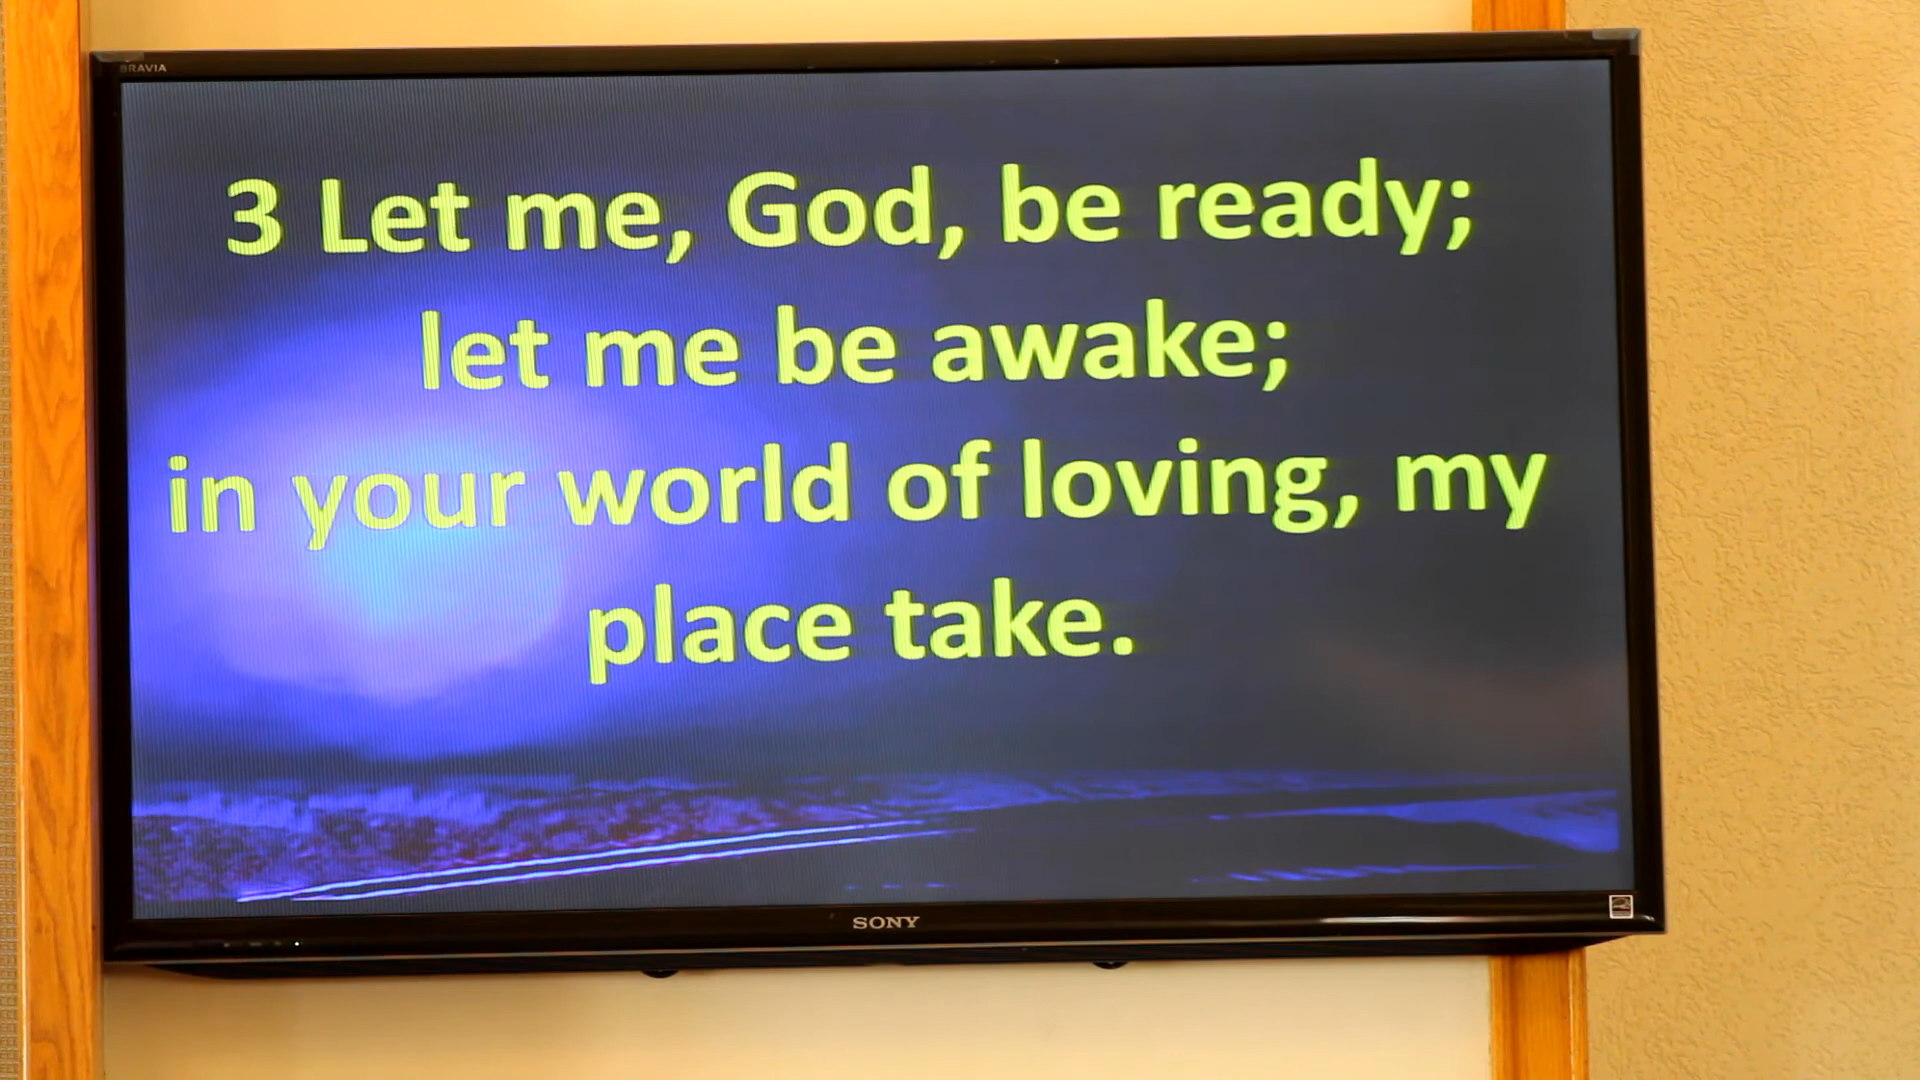 BRAVIA
3 Let me, God, be ready;
let me be awake;
in your world of loving, my
place take.
SONY